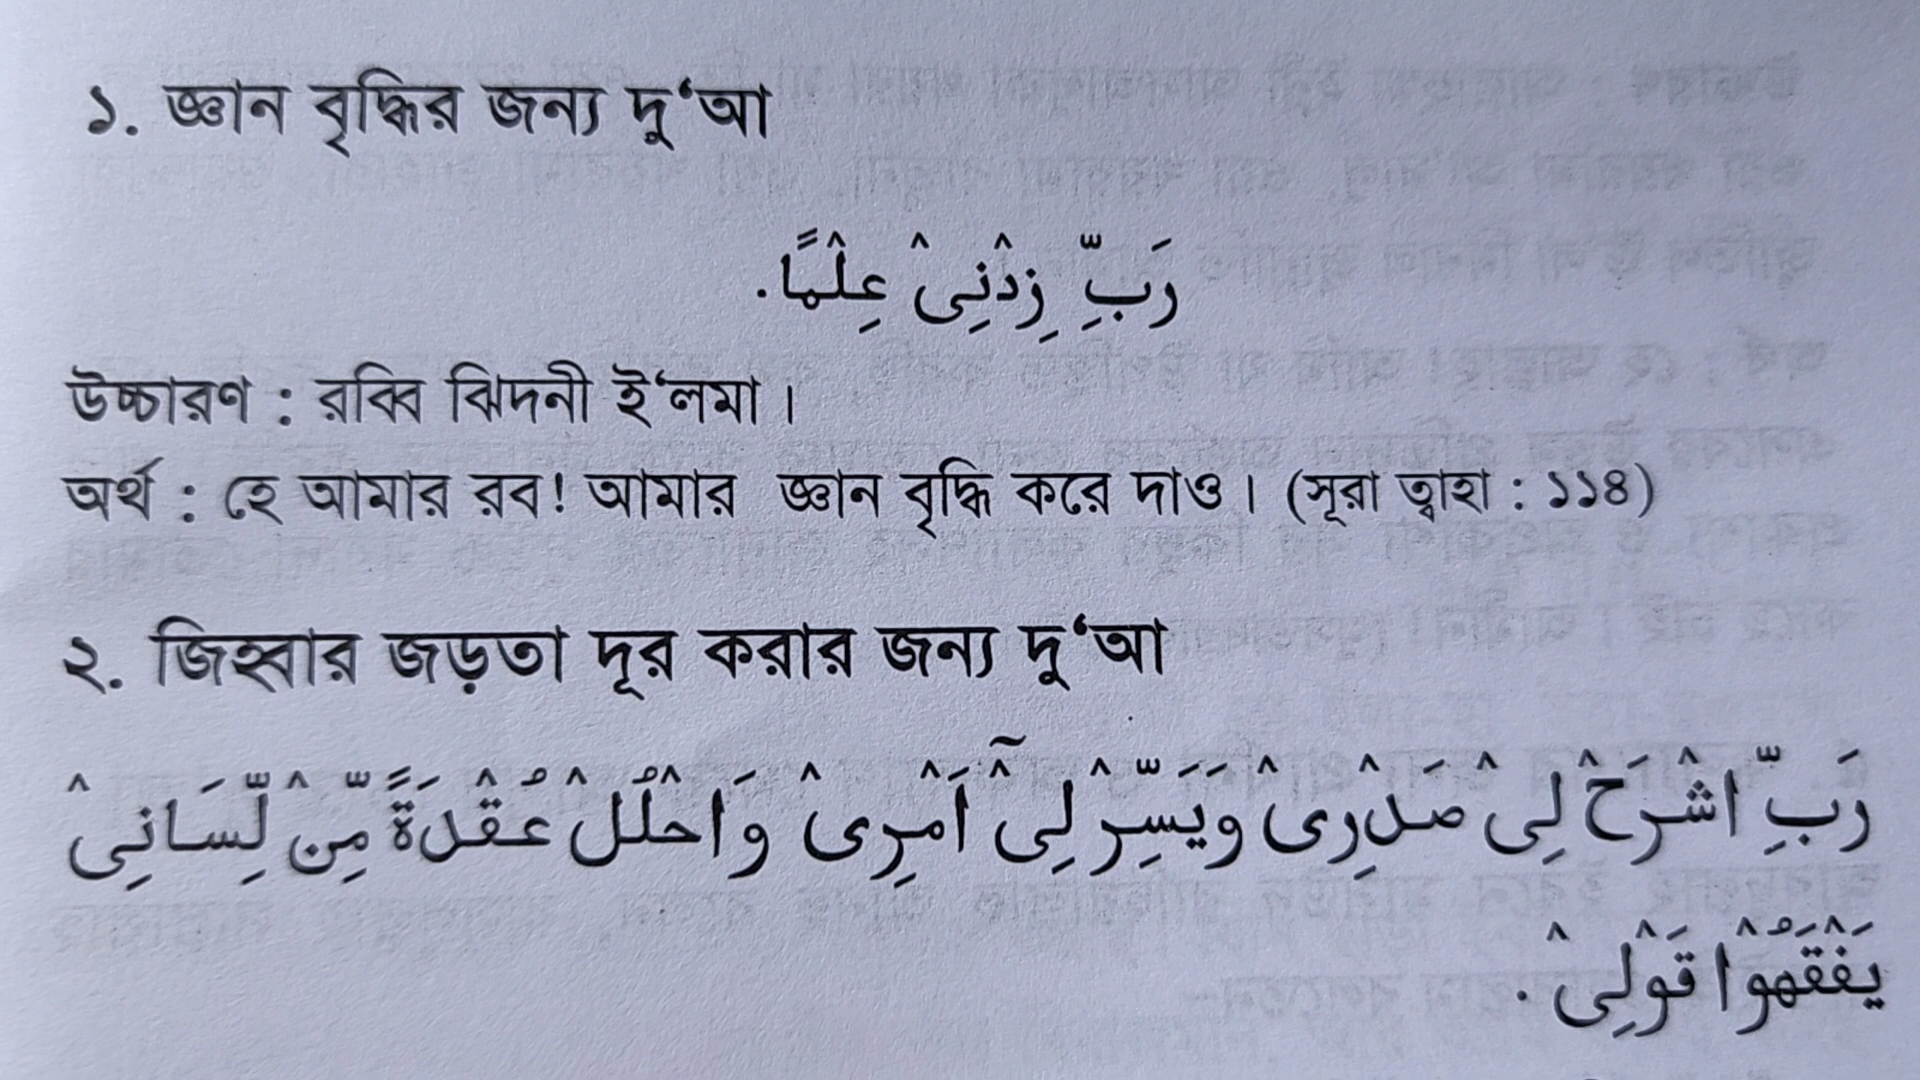 ১. জ্ঞান বৃদ্ধির জন্য দু‘আ
رَبِّ زِدْنِىْ عِلْمًا.
উচ্চারণ : রব্বি ঝিদনী ই‘লমা।
অর্থ : হে আমার রব! আমার জ্ঞান বৃদ্ধি করে দাও। (সূরা ত্বাহা : ১১৪)
২. জিহ্বার জড়তা দূর করার জন্য দু‘আ
رَبِّ اشْرَحْ لِىْ صَدْرِىْ وَيَسِّرْ لِىْٓ اَمْرِىْ وَاحْلُلْ عُقْدَةً مِّنْ لِّسَانِىْ
يَفْقَهُوْا قَوْلِىْ.